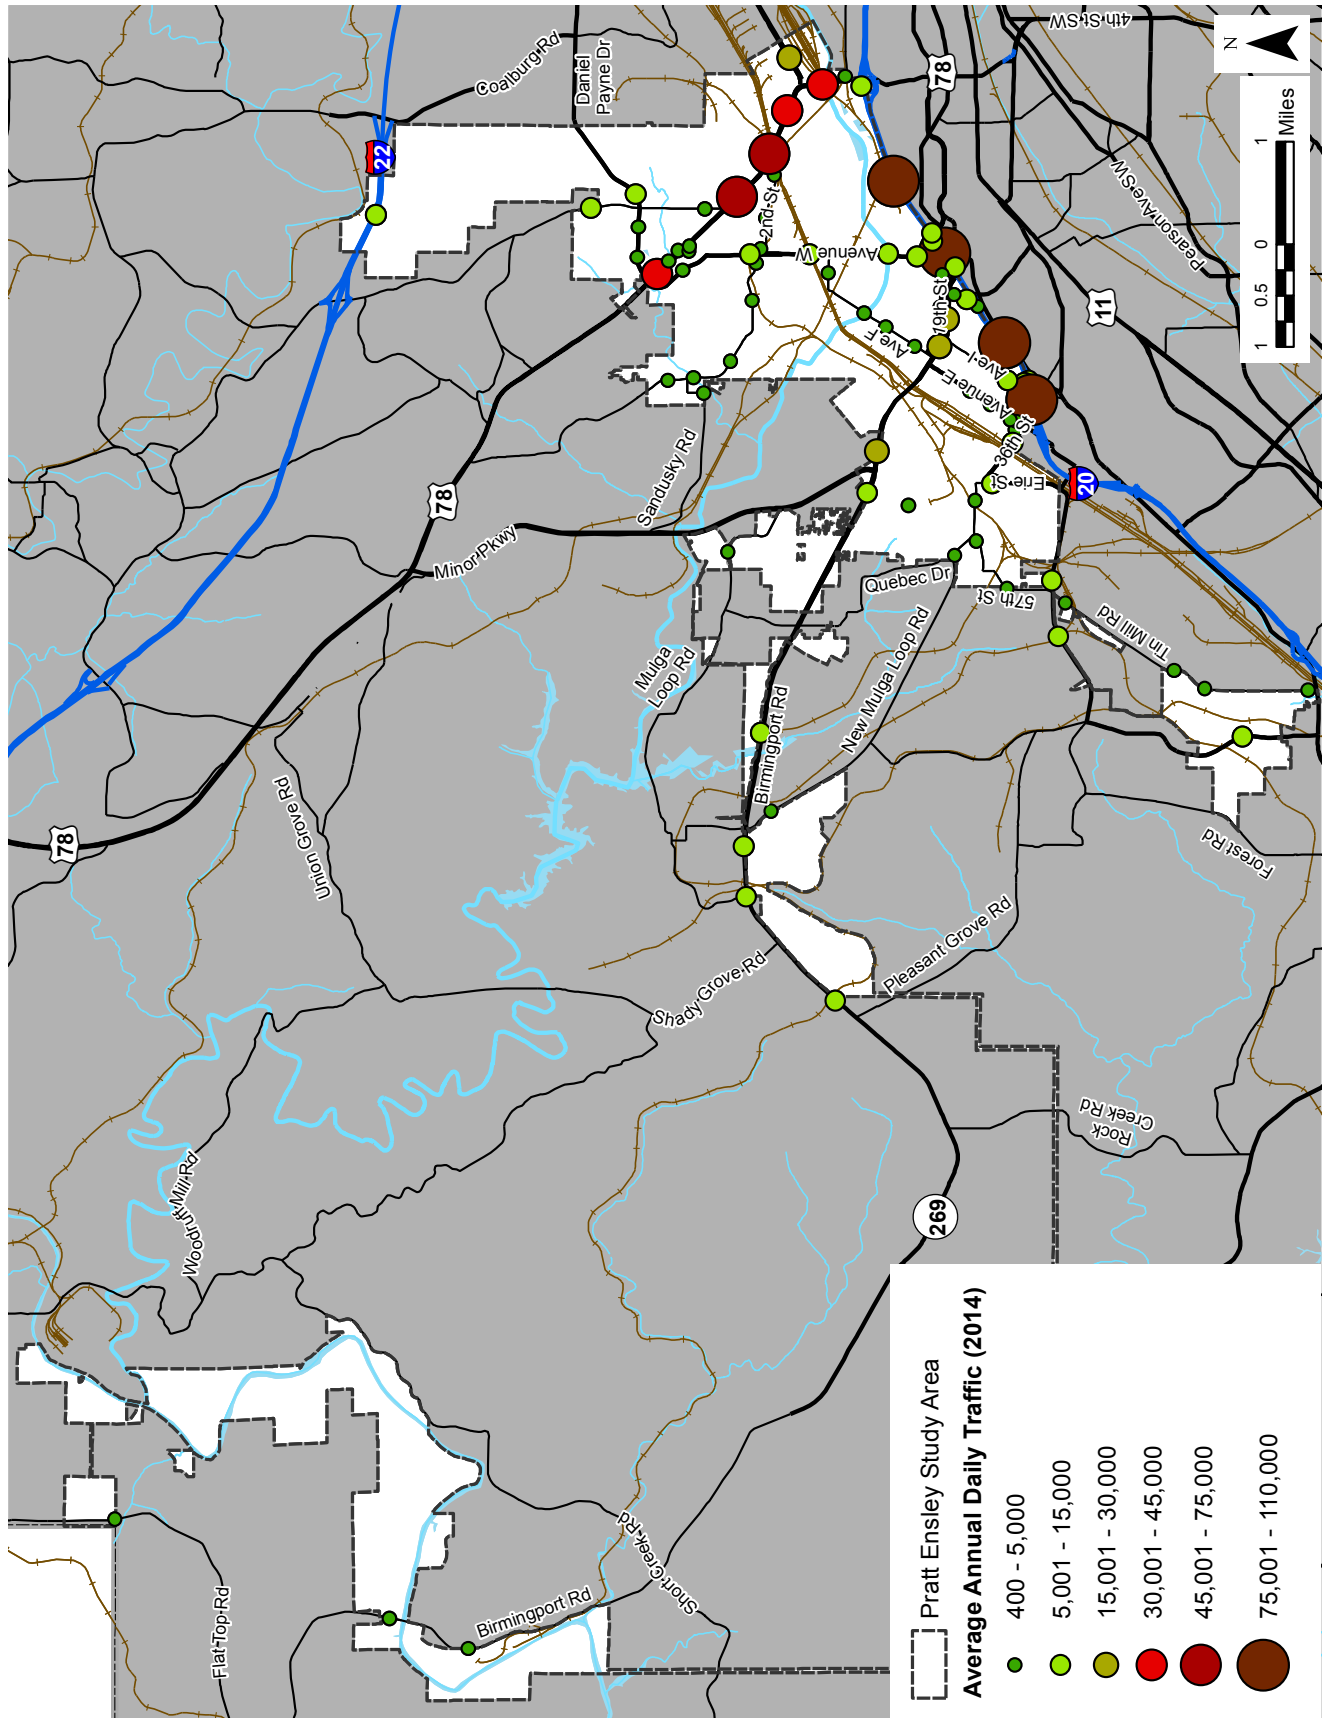 4th St SW
N
Coalburg Rd
Daniel
Payne Dr
78
1
0
0.5
1
Miles
22
Pearson Ave SW
2nd St
Avenue W
11
19th St
Ave F
Ave I
Avenue E
36th St
Erie St
20
78
Sandusky Rd
Minor Pkwy
Quebec Dr
57th St
Tin Mill Rd
Mulga
Loop Rd
New Mulga Loop Rd
Birmingport Rd
78
Union Grove Rd
Forest Rd
Shady Grove Rd
Pleasant Grove Rd
Rock
Creek Rd
Woodruff Mill Rd
269
Flat Top Rd
Birmingport Rd
Short Creek Rd
Pratt Ensley Study Area
Average Annual Daily Traffic (2014)
400 - 5,000
5,001 - 15,000
15,001 - 30,000
30,001 - 45,000
45,001 - 75,000
75,001 - 110,000